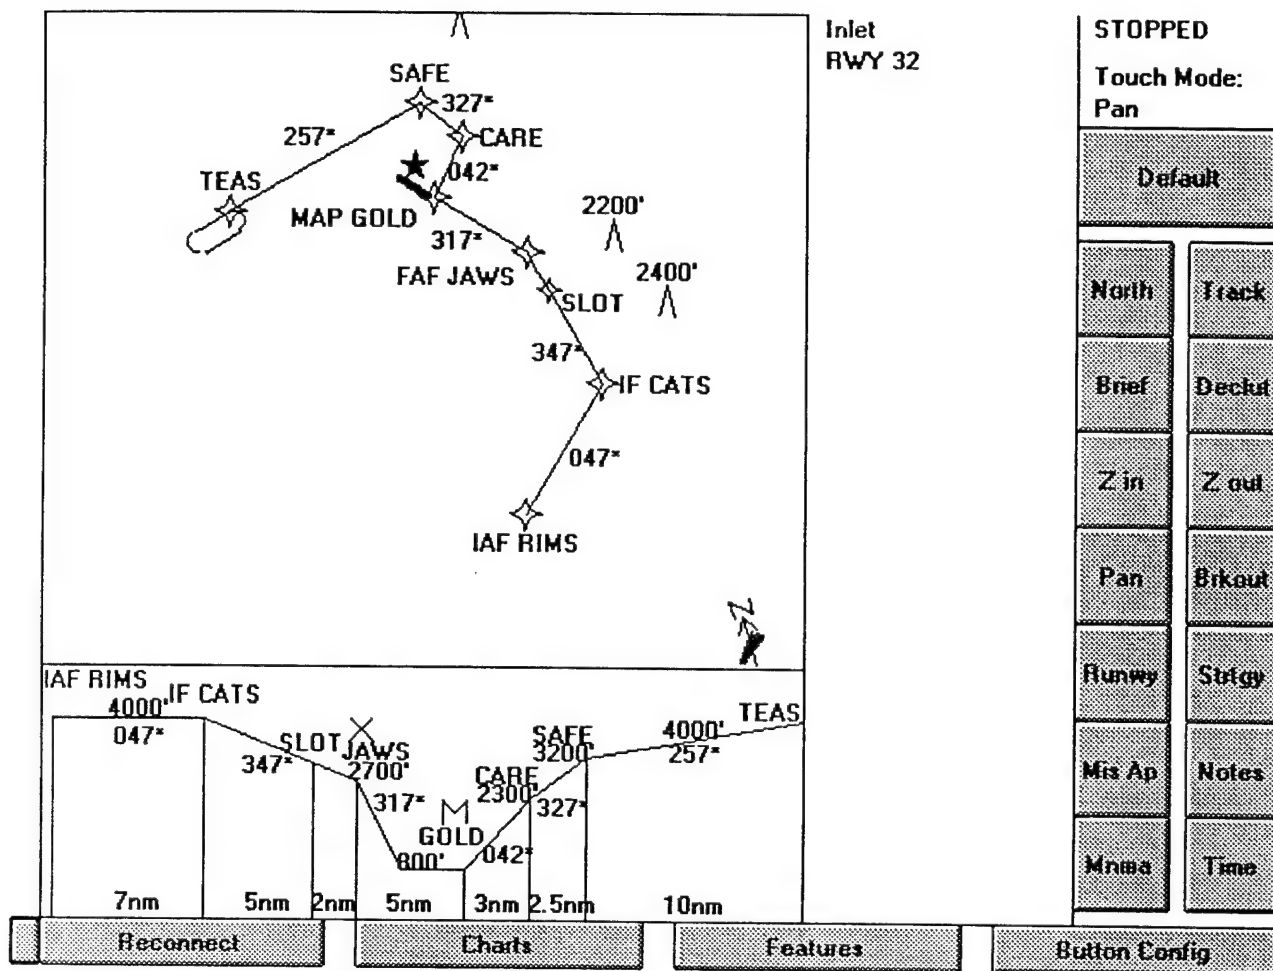 Inlet
RWY 32
STOPPED
Touch Mode:
Pan
Default
North
Track
Brief
Declut
Z in
Z out
Pan
Brkout
Runwy
Strtgy
Mis Ap
Notes
Mnma
Time
SAFE
327*
CARE
257*
042*
TEAS
MAP GOLD
317*
2200'
FAF JAWS
2400'
SLOT
347*
IF CATS
047*
IAF RIMS
N
IAF RIMS
IF CATS
4000'
047*
SLOT
JAWS
347*
2700'
317*
M
GOLD
800'
042*
CARE
2300'
327*
SAFE
3200'
4000'
257*
TEAS
7nm
5nm
2nm
5nm
3nm
2.5nm
10nm
Reconnect
Charts
Features
Button Config